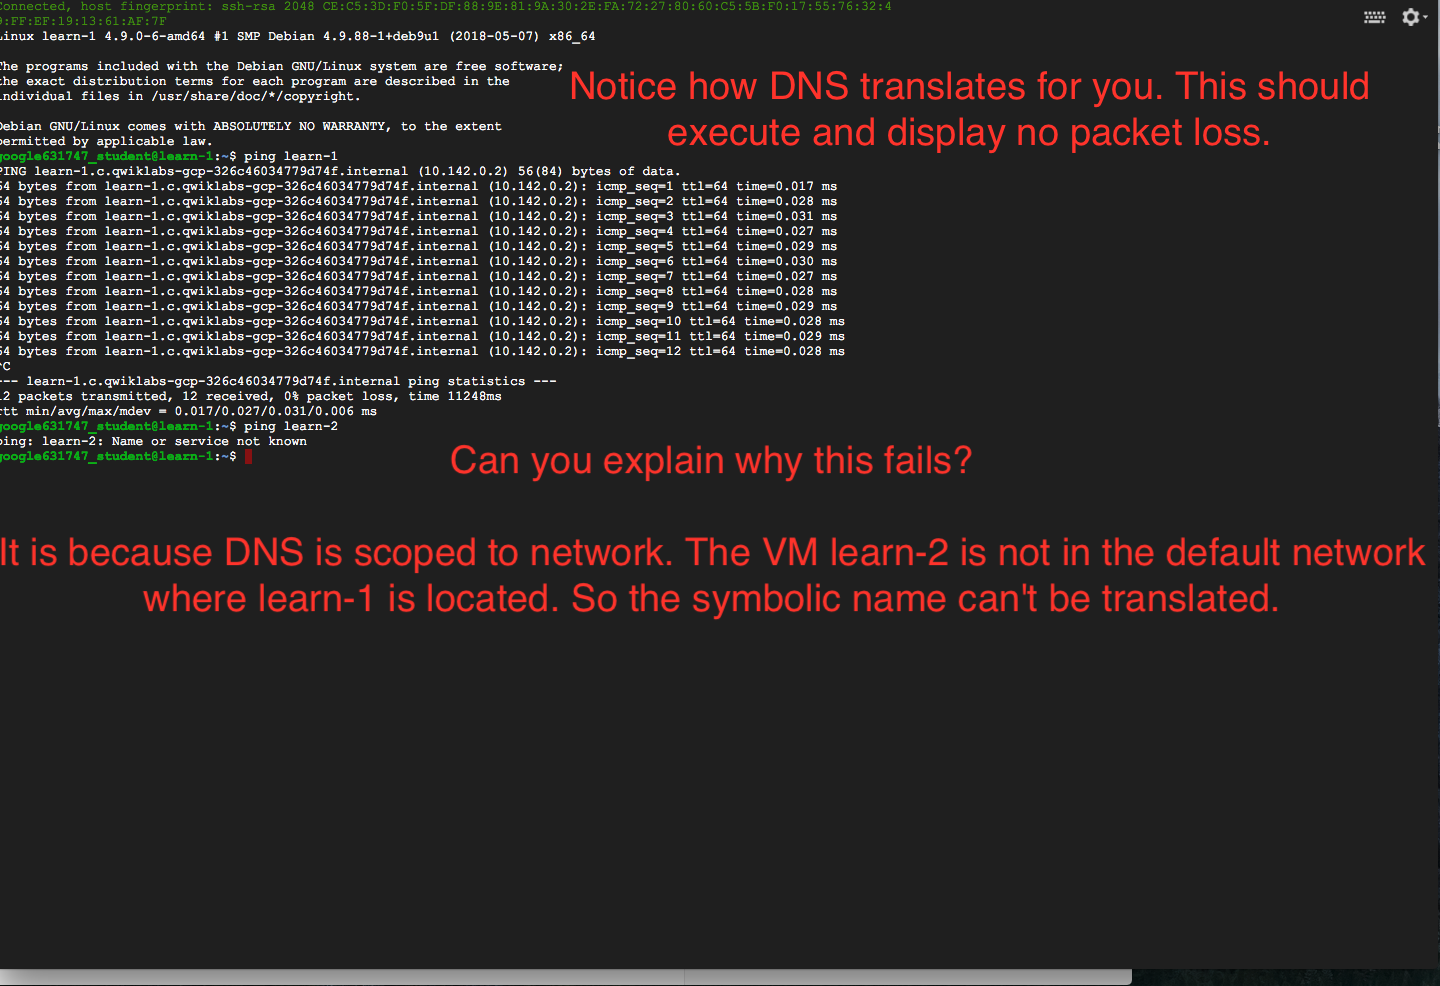 Connected, host fingerprint: ssh-rsa 2048 CE:C5:3D:F0:5F:DF:88:9E:81:9A:30:2E:FA:72:27:80:60:C5:5B:F0:17:55:76:32:4
9:FF:EF:19:13:61:AF:7F
Linux learn-1 4.9.0-6-amd64 #1 SMP Debian 4.9.88-1+deb9u1 (2018-05-07) x86_64
The programs included with the Debian GNU/Linux system are free software;
the exact distribution terms for each program are described in the
individual files in /usr/share/doc/*/copyright.
Notice how DNS translates for you. This should
execute and display no packet loss.
Debian GNU/Linux comes with ABSOLUTELY NO WARRANTY, to the extent
permitted by applicable law.
google631747_student@learn-1:~$ ping learn-1
PING learn-1.c.qwiklabs-gcp-326c46034779d74f.internal (10.142.0.2) 56(84) bytes of data.
64 bytes from learn-1.c.qwiklabs-gcp-326c46034779d74f.internal (10.142.0.2): icmp_seq=1 ttl=64 time=0.017 ms
64 bytes from learn-1.c.qwiklabs-gcp-326c46034779d74f.internal (10.142.0.2): icmp_seq=2 ttl=64 time=0.028 ms
64 bytes from learn-1.c.qwiklabs-gcp-326c46034779d74f.internal (10.142.0.2): icmp_seq=3 ttl=64 time=0.031 ms
64 bytes from learn-1.c.qwiklabs-gcp-326c46034779d74f.internal (10.142.0.2): icmp_seq=4 ttl=64 time=0.027 ms
64 bytes from learn-1.c.qwiklabs-gcp-326c46034779d74f.internal (10.142.0.2): icmp_seq=5 ttl=64 time=0.029 ms
64 bytes from learn-1.c.qwiklabs-gcp-326c46034779d74f.internal (10.142.0.2): icmp_seq=6 ttl=64 time=0.030 ms
64 bytes from learn-1.c.qwiklabs-gcp-326c46034779d74f.internal (10.142.0.2): icmp_seq=7 ttl=64 time=0.027 ms
64 bytes from learn-1.c.qwiklabs-gcp-326c46034779d74f.internal (10.142.0.2): icmp_seq=8 ttl=64 time=0.028 ms
64 bytes from learn-1.c.qwiklabs-gcp-326c46034779d74f.internal (10.142.0.2): icmp_seq=9 ttl=64 time=0.029 ms
64 bytes from learn-1.c.qwiklabs-gcp-326c46034779d74f.internal (10.142.0.2): icmp_seq=10 ttl=64 time=0.028 ms
64 bytes from learn-1.c.qwiklabs-gcp-326c46034779d74f.internal (10.142.0.2): icmp_seq=11 ttl=64 time=0.029 ms
64 bytes from learn-1.c.qwiklabs-gcp-326c46034779d74f.internal (10.142.0.2): icmp_seq=12 ttl=64 time=0.028 ms
^C
--- learn-1.c.qwiklabs-gcp-326c46034779d74f.internal ping statistics ---
12 packets transmitted, 12 received, 0% packet loss, time 11248ms
rtt min/avg/max/mdev = 0.017/0.027/0.031/0.006 ms
google631747_student@learn-1:~$ ping learn-2
ping: learn-2: Name or service not known
google631747_student@learn-1:~$
Can you explain why this fails?
It is because DNS is scoped to network. The VM learn-2 is not in the default network
where learn-1 is located. So the symbolic name can't be translated.